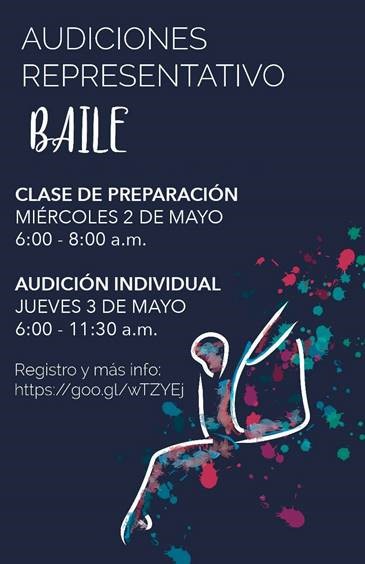 AUDICIONES
REPRESENTATIVO
BAILE
CLASE DE PREPARACIÓN
MIÉRCOLES 2 DE MAYO
6:00 - 8:00 a.m.
AUDICIÓN INDIVIDUAL
JUEVES 3 DE MAYO
6:00 - 11:30 a.m.
Registro y más info:
https://goo.gl/wTZYEj